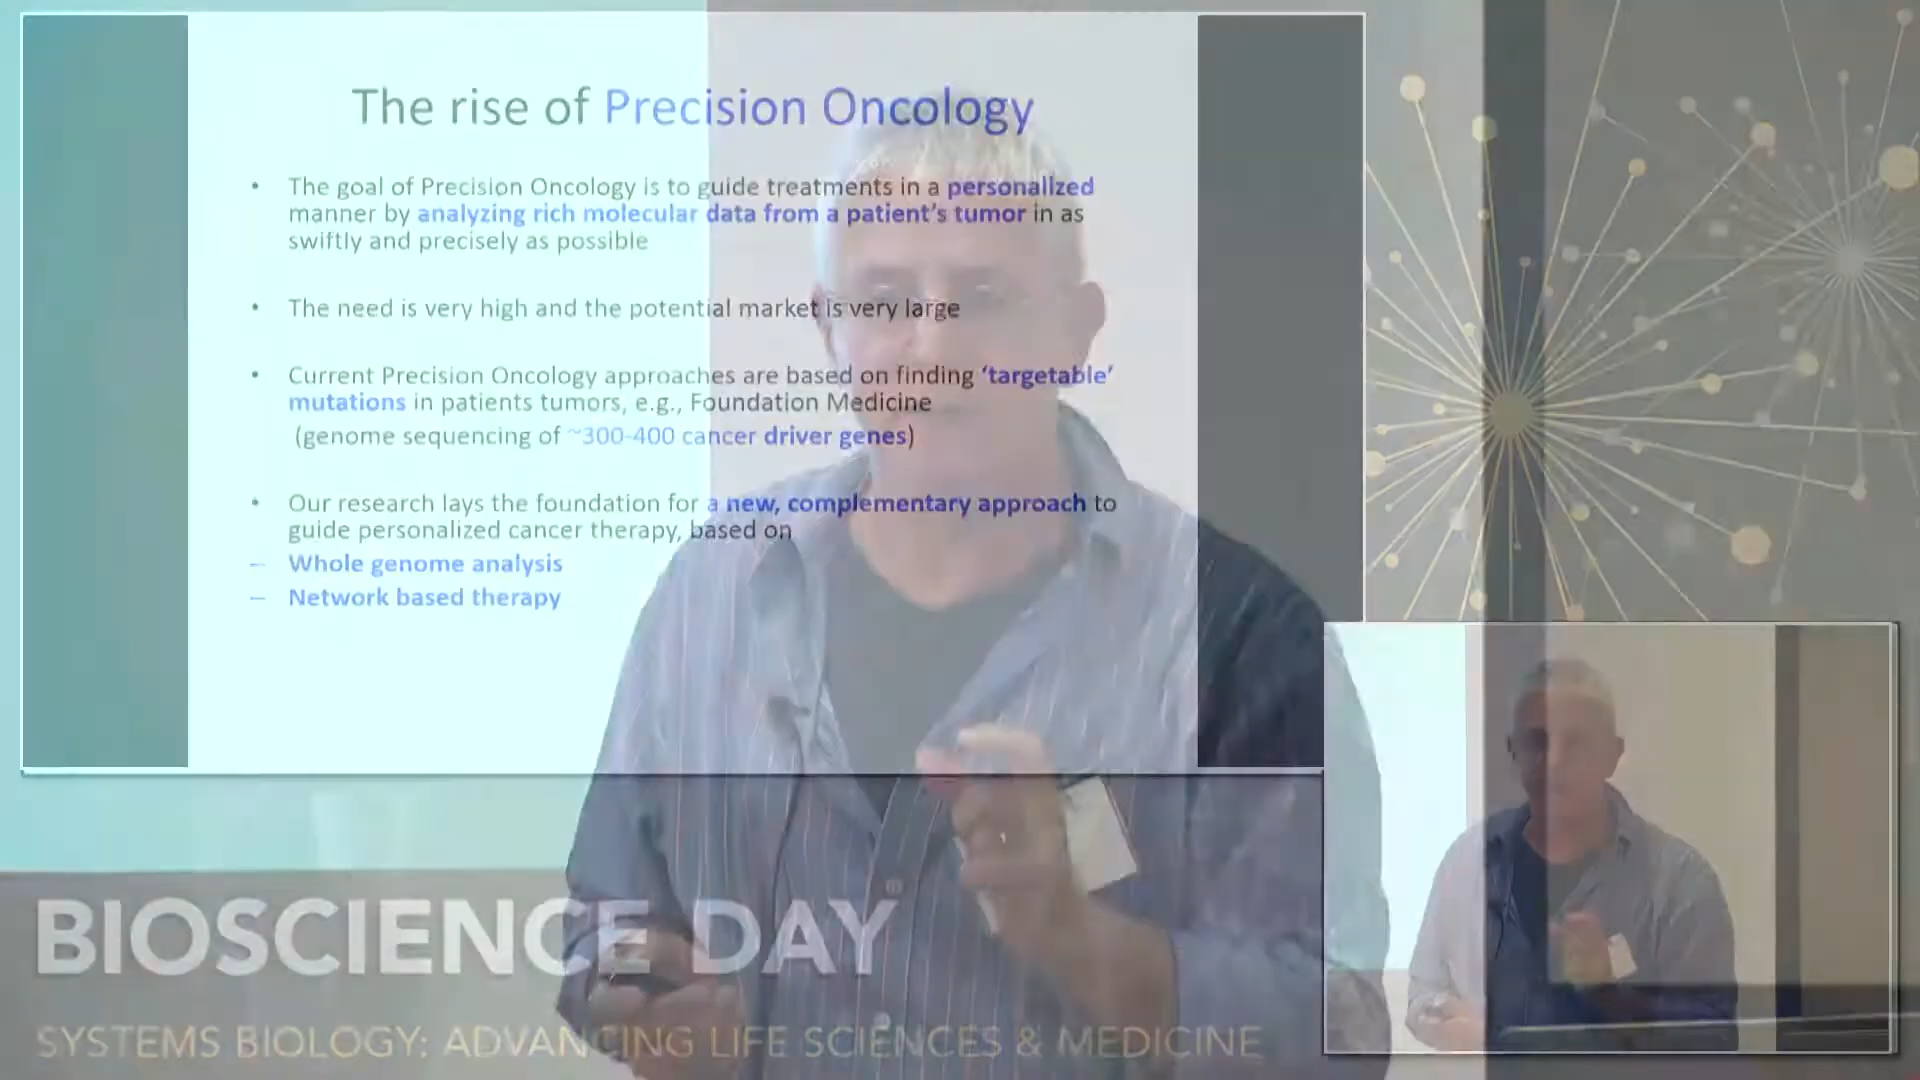 The rise of Precision Oncology
• The goal of Precision Oncology is to guide treatments in a personalized
manner by analyzing rich molecular data from a patient's tumor in as
swiftly and precisely as possible
• The need is very high and the potential market is very large
• Current Precision Oncology approaches are based on finding ‘targetable’
mutations in patients tumors, e.g., Foundation Medicine
(genome sequencing of ~300-400 cancer driver genes)
• Our research lays the foundation for a new, complementary approach to
guide personalized cancer therapy, based on
– Whole genome analysis
– Network based therapy
BIOSCIENCE DAY
SYSTEMS BIOLOGY: ADVANCING LIFE SCIENCES & MEDICINE